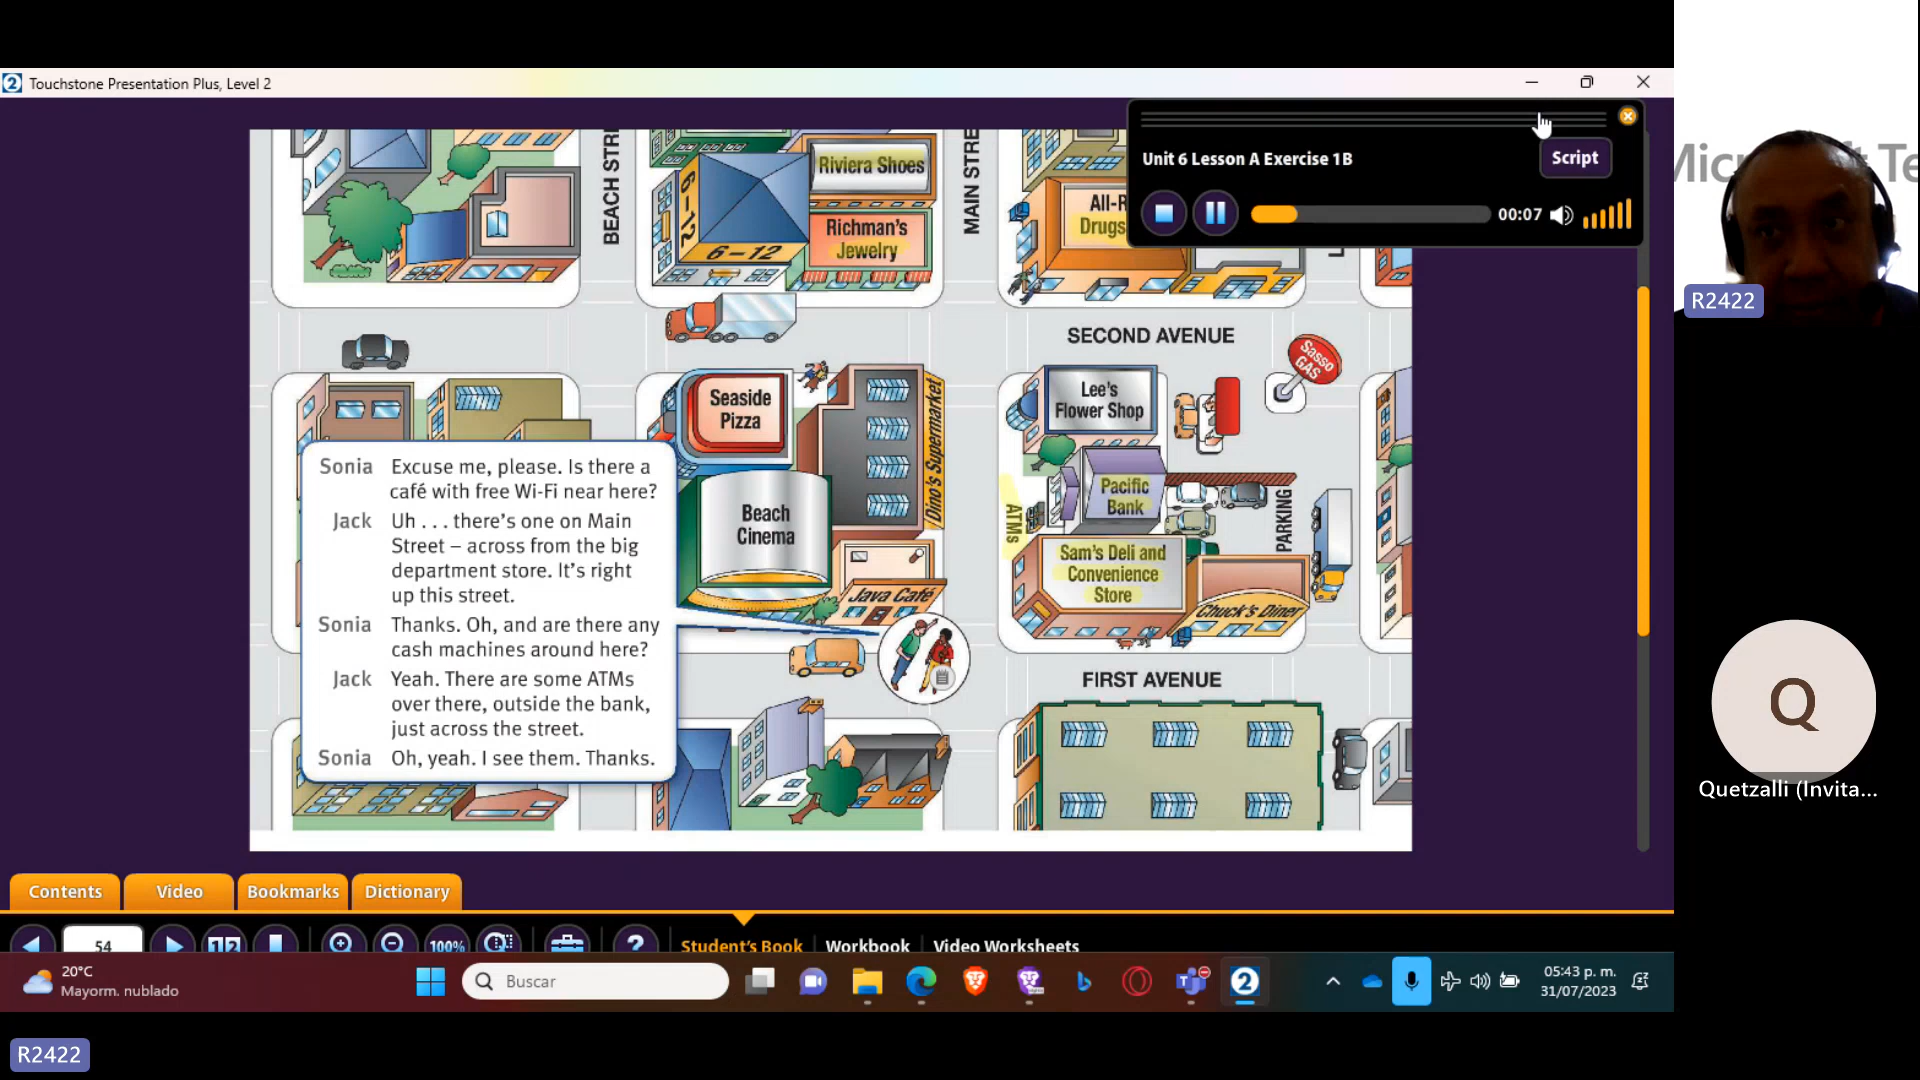 Touchstone Presentation Plus, Level 2
BEACH STRE
MAIN STRE
Riviera Shoes
Richman's
Jewelry
6-12
6-12
All-R
Drugs
Unit 6 Lesson A Exercise 1B
Script
00:07
SECOND AVENUE
Sasso
GAS
Seaside
Pizza
Dino's Supermarket
Lee's
Flower Shop
Beach
Cinema
Pacific
Bank
ATMs
PARKING
Sam's Deli and
Convenience
Store
Java Café
Chuck's Diner
FIRST AVENUE
Sonia Excuse me, please. Is there a
café with free Wi-Fi near here?
Jack Uh . . . there's one on Main
Street – across from the big
department store. It's right
up this street.
Sonia Thanks. Oh, and are there any
cash machines around here?
Jack Yeah. There are some ATMs
over there, outside the bank,
just across the street.
Sonia Oh, yeah. I see them. Thanks.
Contents
Video
Bookmarks
Dictionary
54
1 2
100%
?
Student's Book
Workbook
Video Worksheets
20°C
Mayorm. nublado
Buscar
05:43 p. m.
31/07/2023
R2422
R2422
Q
Quetzalli (Invita...